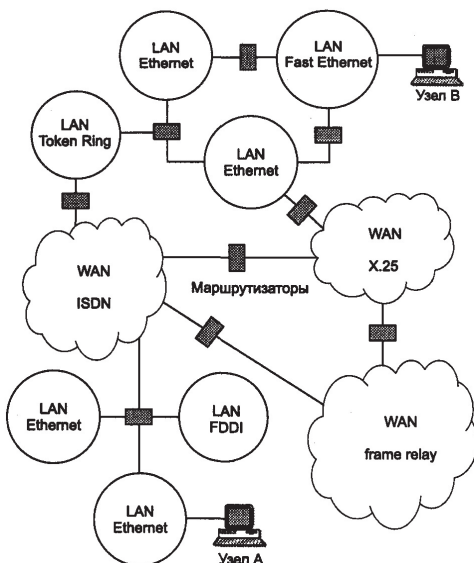 LAN
Ethernet
LAN
Fast Ethernet
Узел B
LAN
Token Ring
LAN
Ethernet
WAN
X.25
WAN
ISDN
Маршрутизаторы
LAN
Ethernet
LAN
FDDI
WAN
frame relay
LAN
Ethernet
Узел A